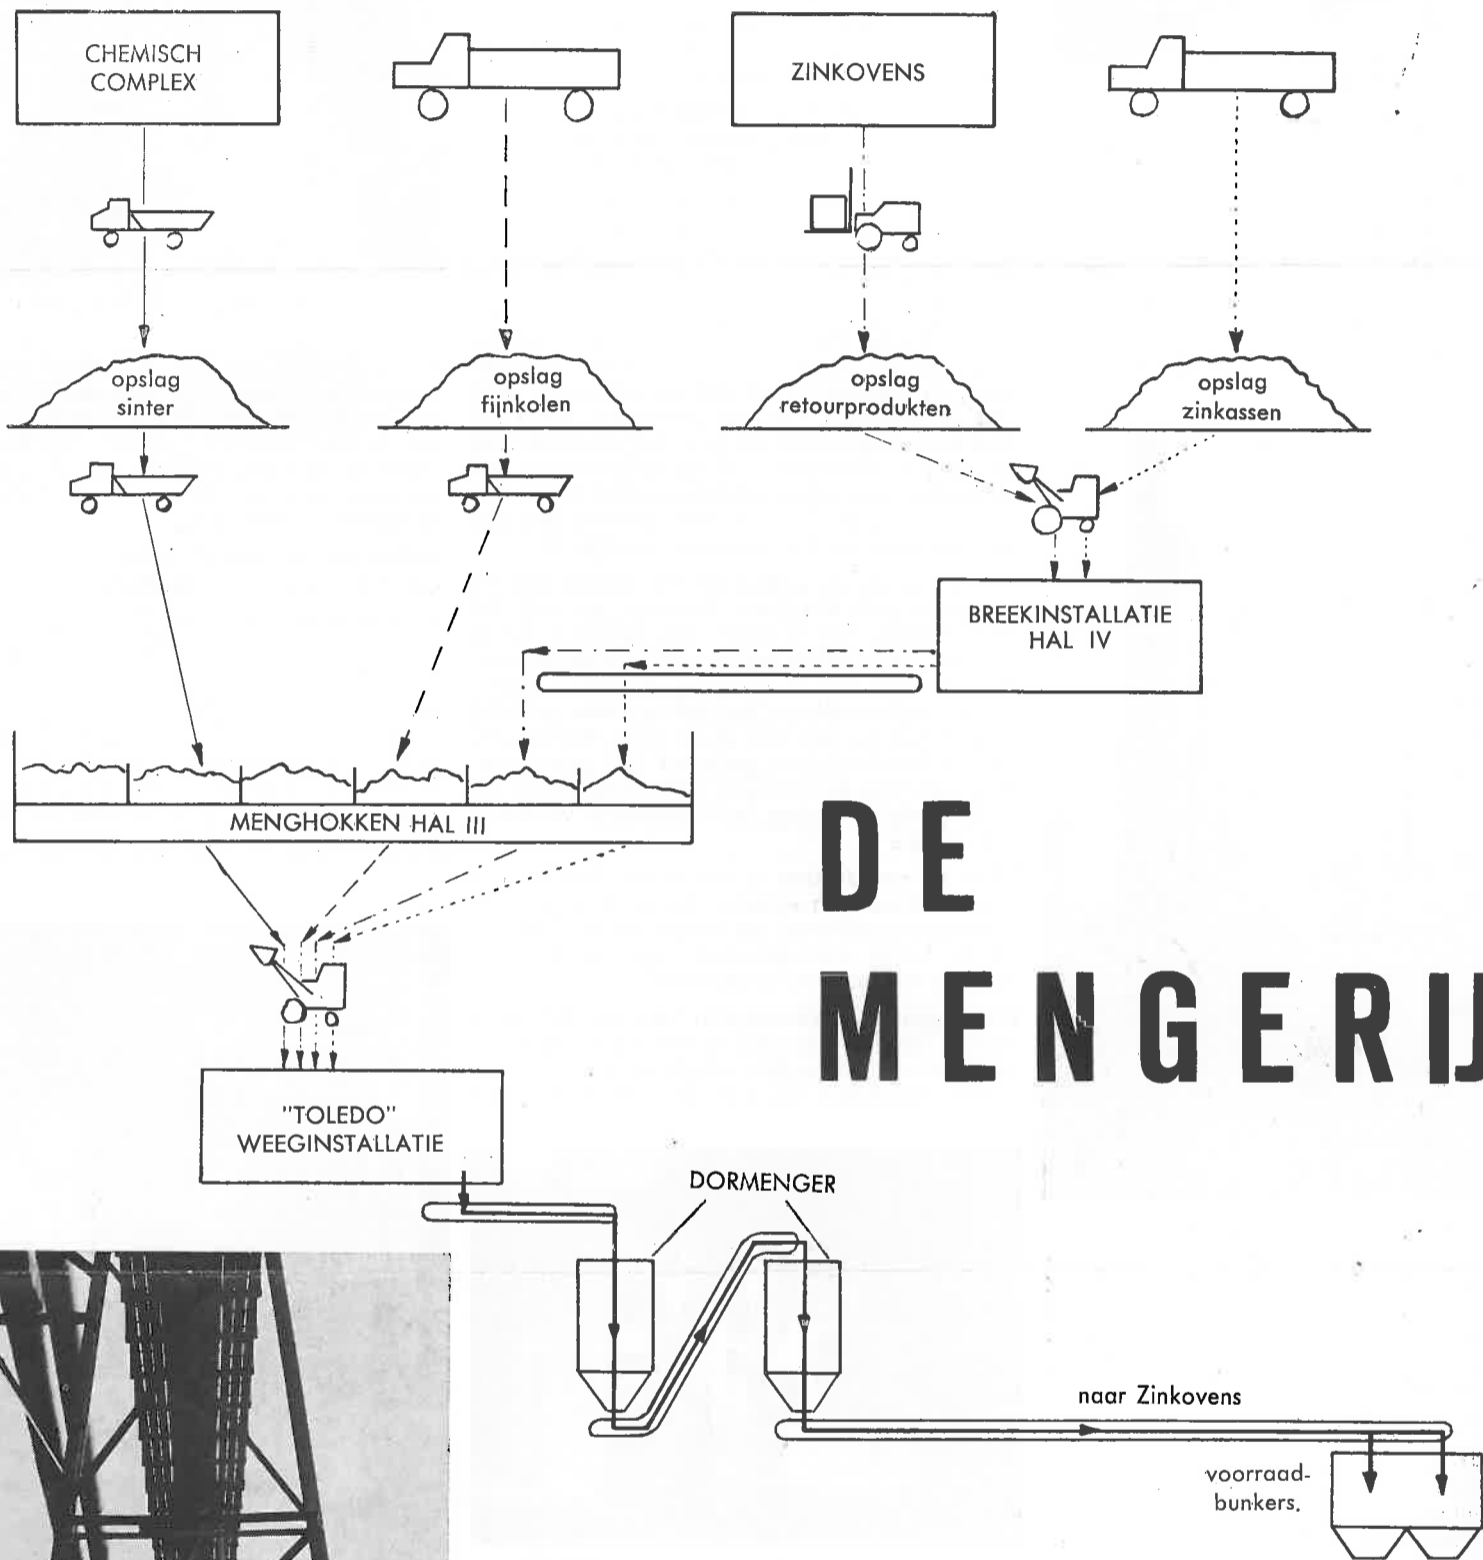 CHEMISCH
COMPLEX
ZINKOVENS
opslag
sinter
opslag
fijnkolen
opslag
retourprodukten
opslag
zinkassen
BREEKINSTALLATIE
HAL IV
MENGHOKKEN HAL III
DE
MENGERIJ
"TOLEDO"
WEEGINSTALLATIE
DORMENGER
naar Zinkovens
voorraad-
bunkers.